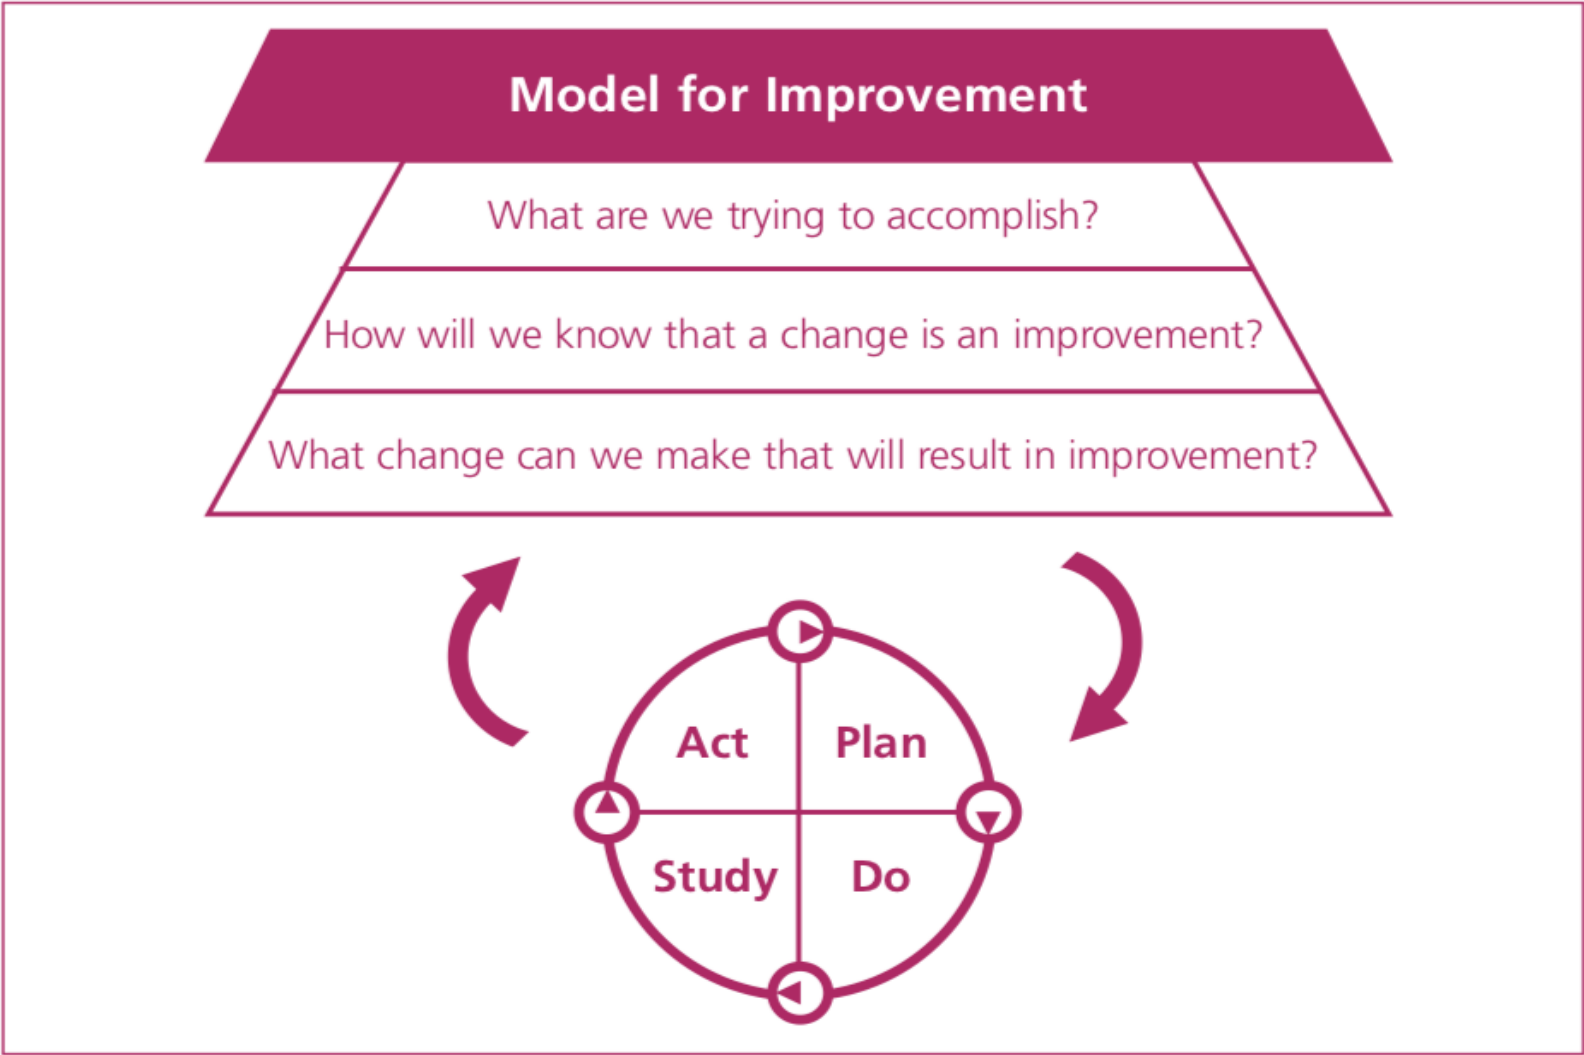 Model for Improvement
What are we trying to accomplish?
How will we know that a change is an improvement?
What change can we make that will result in improvement?
Act
Plan
Study
Do